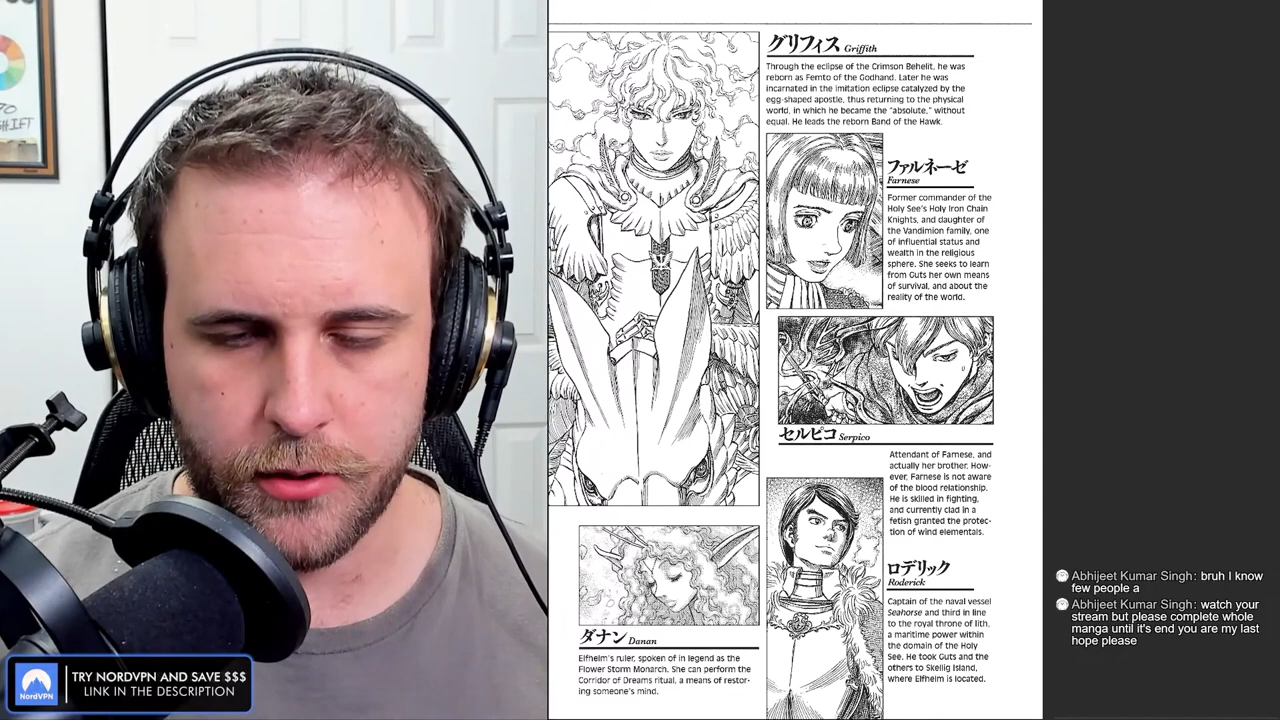 70
SHIFT
グリフィス Griffith
Through the eclipse of the Crimson Behelit, he was
reborn as Femto of the Godhand. Later he was
incarnated in the imitation eclipse catalyzed by the
egg-shaped apostle, thus returning to the physical
world, in which he became the "absolute," without
equal. He leads the reborn Band of the Hawk.
ファルネーゼ
Farnese
Former commander of the
Holy See's Holy Iron Chain
Knights, and daughter of
the Vandimion family, one
of influential status and
wealth in the religious
sphere. She seeks to learn
from Guts her own means
of survival, and about the
reality of the world.
セルピコ Serpico
Attendant of Farnese, and
actually her brother. How-
ever, Farnese is not aware
of the blood relationship.
He is skilled in fighting,
and currently clad in a
fetish granted the protec-
tion of wind elementals.
ロデリック
Roderick
Captain of the naval vessel
Seahorse and third in line
to the royal throne of Iith,
a maritime power within
the domain of the Holy
See. He took Guts and the
others to Skellig Island,
where Elfhelm is located.
ダナン Danan
Elfhelm's ruler, spoken of in legend as the
Flower Storm Monarch. She can perform the
Corridor of Dreams ritual, a means of restor-
ing someone's mind.
Abhijeet Kumar Singh: bruh I know
few people a
Abhijeet Kumar Singh: watch your
stream but please complete whole
manga until it's end you are my last
hope please
NordVPN
TRY NORDVPN AND SAVE $$$
LINK IN THE DESCRIPTION